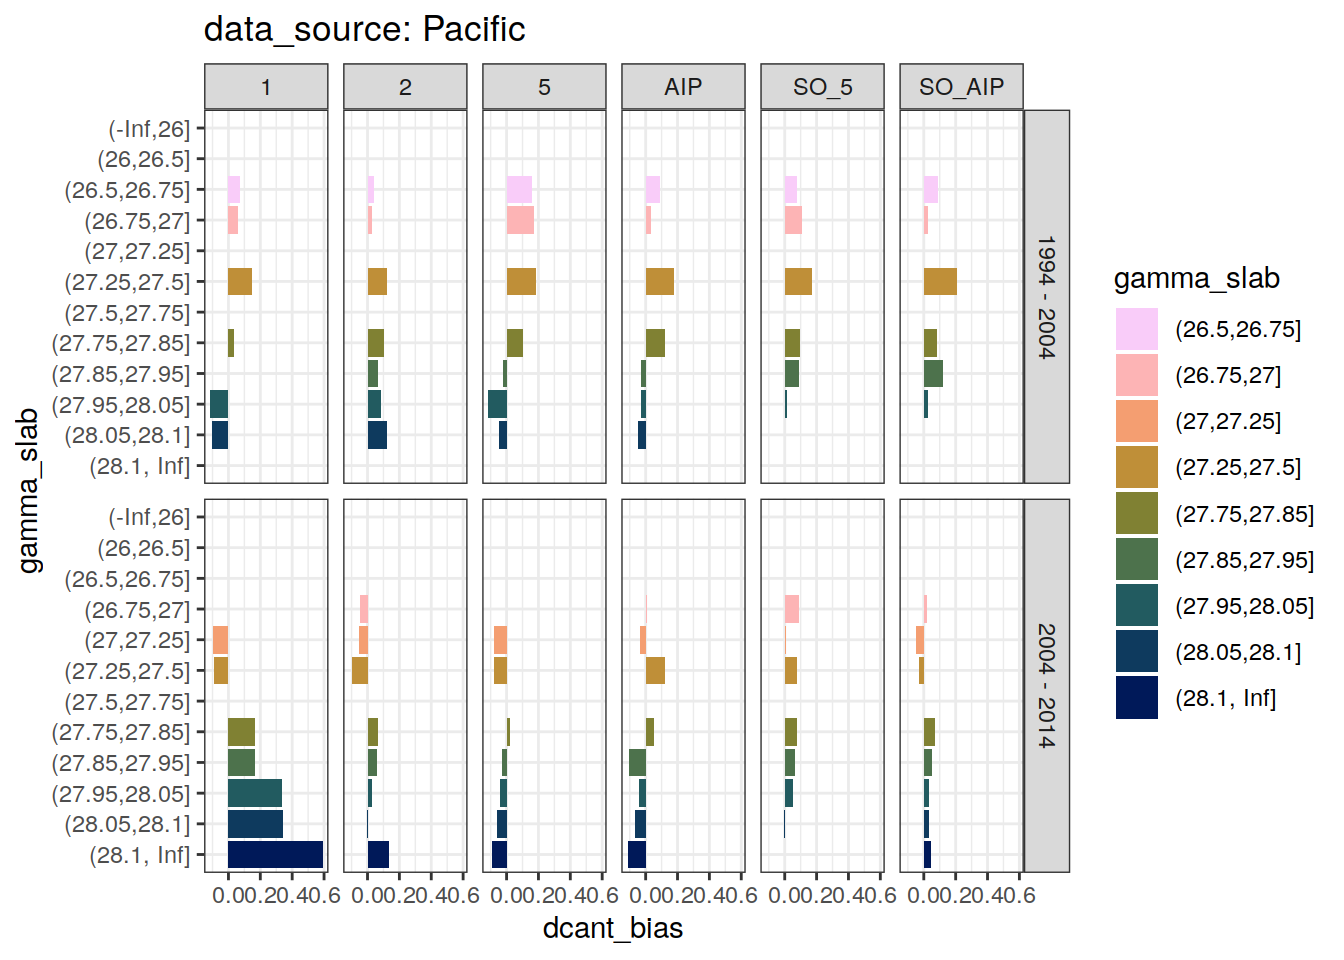 data_source: Pacific
1 2 5 AIP SO_5 SO_AIP
(-Inf,26]
(26,26.5]
(26.5,26.75]
(26.75,27]
(27,27.25]
(27.25,27.5]
(27.5,27.75]
(27.75,27.85]
(27.85,27.95]
(27.95,28.05]
(28.05,28.1]
(28.1, Inf]
1994 - 2004
(-Inf,26]
(26,26.5]
(26.5,26.75]
(26.75,27]
(27,27.25]
(27.25,27.5]
(27.5,27.75]
(27.75,27.85]
(27.85,27.95]
(27.95,28.05]
(28.05,28.1]
(28.1, Inf]
2004 - 2014
gamma_slab
0.00.20.40.6 0.00.20.40.6 0.00.20.40.6 0.00.20.40.6 0.00.20.40.6 0.00.20.40.6
dcant_bias
gamma_slab
(26.5,26.75]
(26.75,27]
(27,27.25]
(27.25,27.5]
(27.75,27.85]
(27.85,27.95]
(27.95,28.05]
(28.05,28.1]
(28.1, Inf]